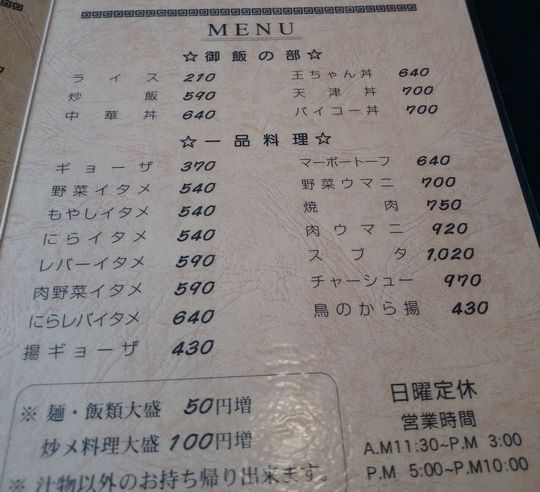 MENU
☆御飯の部☆
ライス 210
炒飯 590
中華丼 640
王ちゃん丼 640
天津丼 700
パイコー丼 700
☆一品料理☆
ギョーザ 370
野菜イタメ 540
もやしイタメ 540
にらイタメ 540
レバーイタメ 590
肉野菜イタメ 590
にらレバイタメ 640
揚ギョーザ 430
マーボートーフ 640
野菜ウマニ 700
焼肉 750
肉ウマニ 920
スブタ 1,020
チャーシュー 970
鳥のから揚 430
※ 麺・飯類大盛 50円増
炒メ料理大盛 100円増
※ 汁物以外のお持ち帰り出来ます。
日曜定休
営業時間
A.M11:30~P.M 3:00
P.M 5:00~P.M10:00